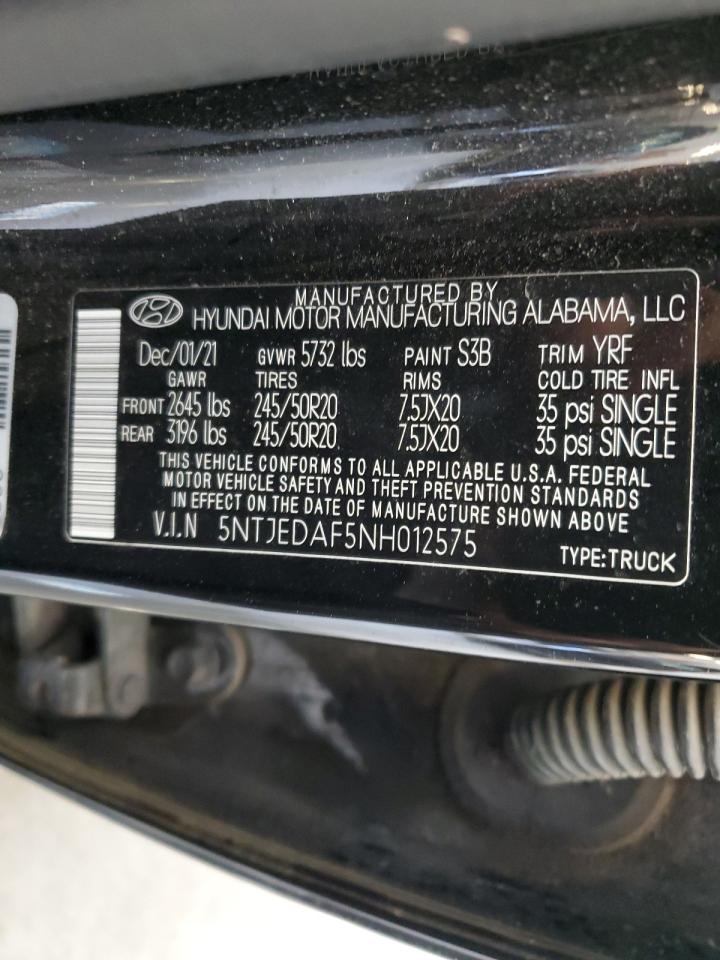 MANUFACTURED BY
HYUNDAI MOTOR MANUFACTURING ALABAMA, LLC
Dec/01/21 GVWR 5732 lbs PAINT S3B TRIM YRF
GAWR TIRES RIMS COLD TIRE INFL
FRONT 2645 lbs 245/50R20 7.5JX20 35 psi SINGLE
REAR 3196 lbs 245/50R20 7.5JX20 35 psi SINGLE
THIS VEHICLE CONFORMS TO ALL APPLICABLE U.S.A. FEDERAL
MOTOR VEHICLE SAFETY AND THEFT PREVENTION STANDARDS
IN EFFECT ON THE DATE OF MANUFACTURE SHOWN ABOVE
V.I.N 5NTJEDAF5NH012575 TYPE:TRUCK